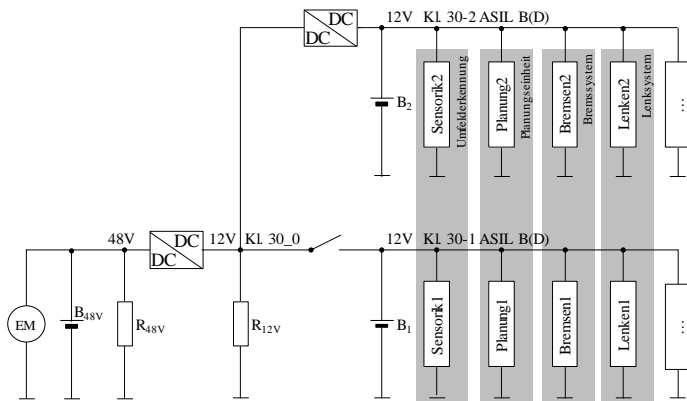 DC
DC
12V Kl. 30-2 ASIL B(D)
B2
Sensorik2
Umfelderkennung
Planung2
Planungseinheit
Bremsen2
Bremssystem
Lenken2
Lenksystem
...
48V
DC
DC
12V Kl. 30_0
12V Kl. 30-1 ASIL B(D)
EM
B48V
R48V
R12V
B1
Sensorik1
Planung1
Bremsen1
Lenken1
...